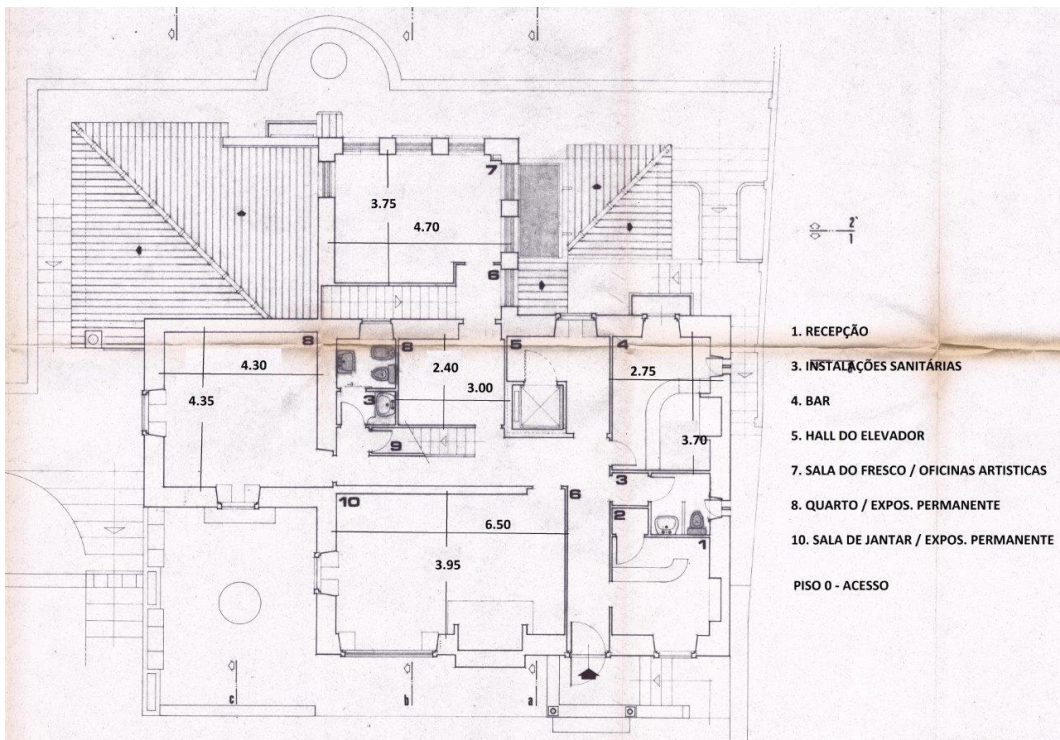 7
3.75
4.70
2'
1
6
8
6
5
4
1. RECEPÇÃO
4.30
2.40
2.75
3. INSTALAÇÕES SANITÁRIAS
3.00
4.35
3
4. BAR
9
3.70
5. HALL DO ELEVADOR
7. SALA DO FRESCO / OFICINAS ARTISTICAS
10
6
3
8. QUARTO / EXPOS. PERMANENTE
6.50
2
1
10. SALA DE JANTAR / EXPOS. PERMANENTE
3.95
PISO 0 - ACESSO
c
b
a